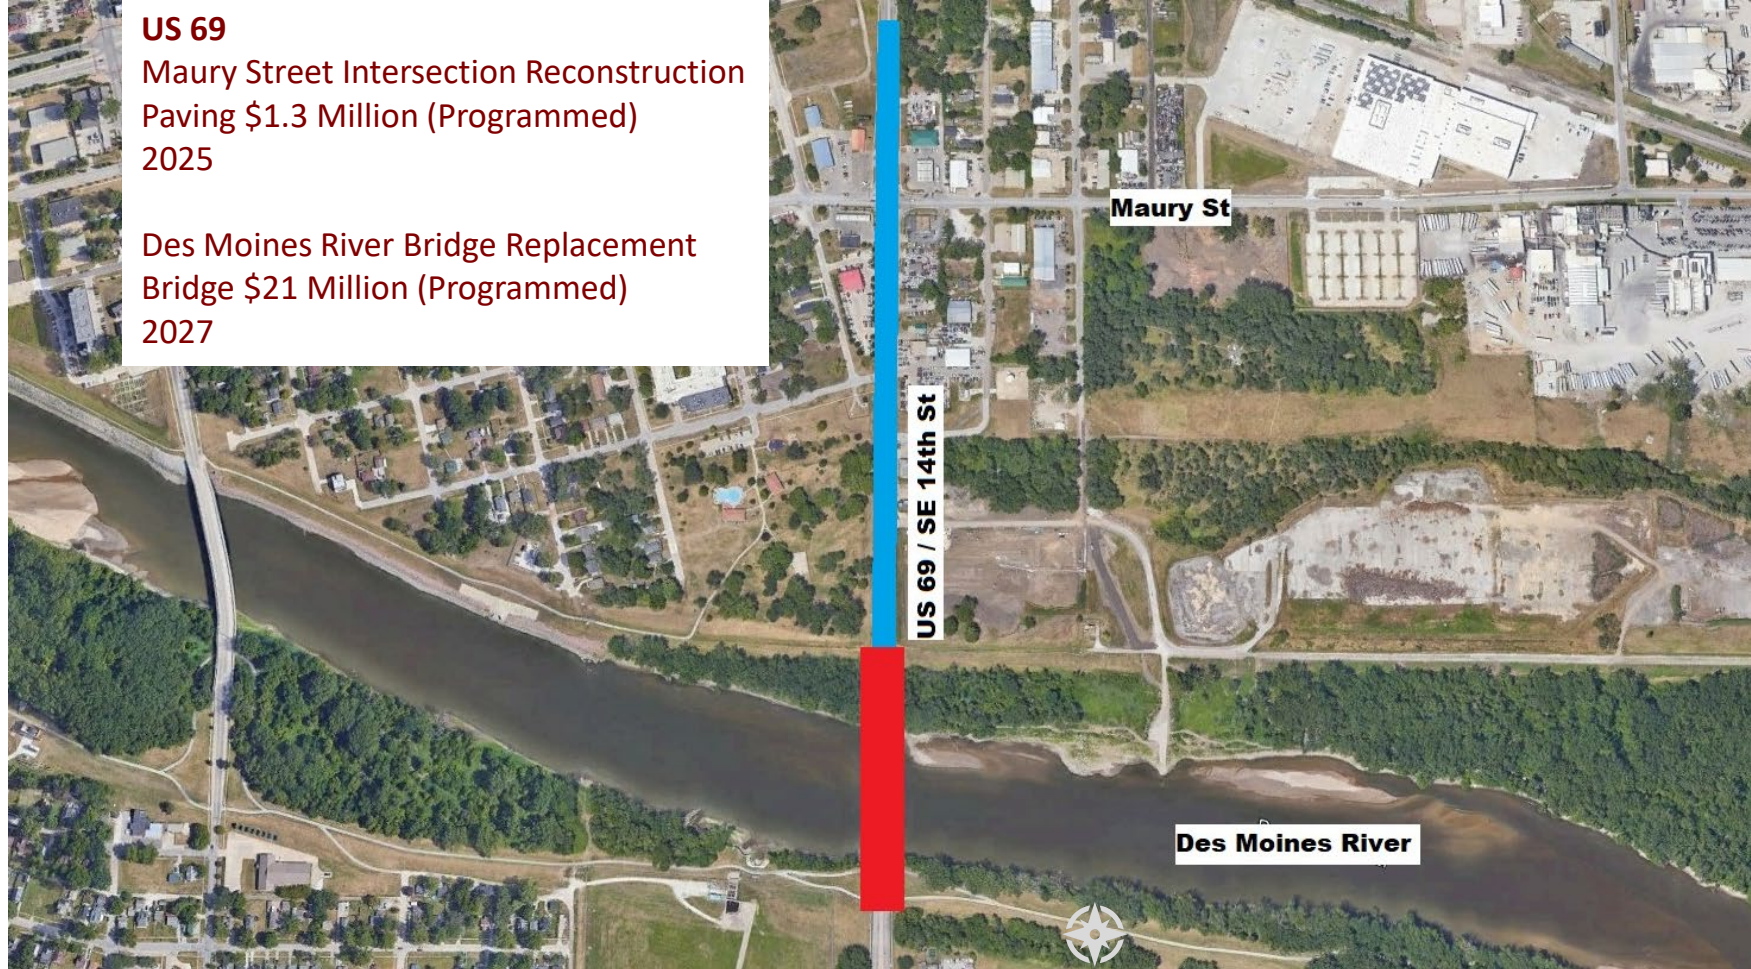 US 69
Maury Street Intersection Reconstruction
Paving $1.3 Million (Programmed)
2025
Des Moines River Bridge Replacement
Bridge $21 Million (Programmed)
2027
Maury St
US 69 / SE 14th St
Des Moines River